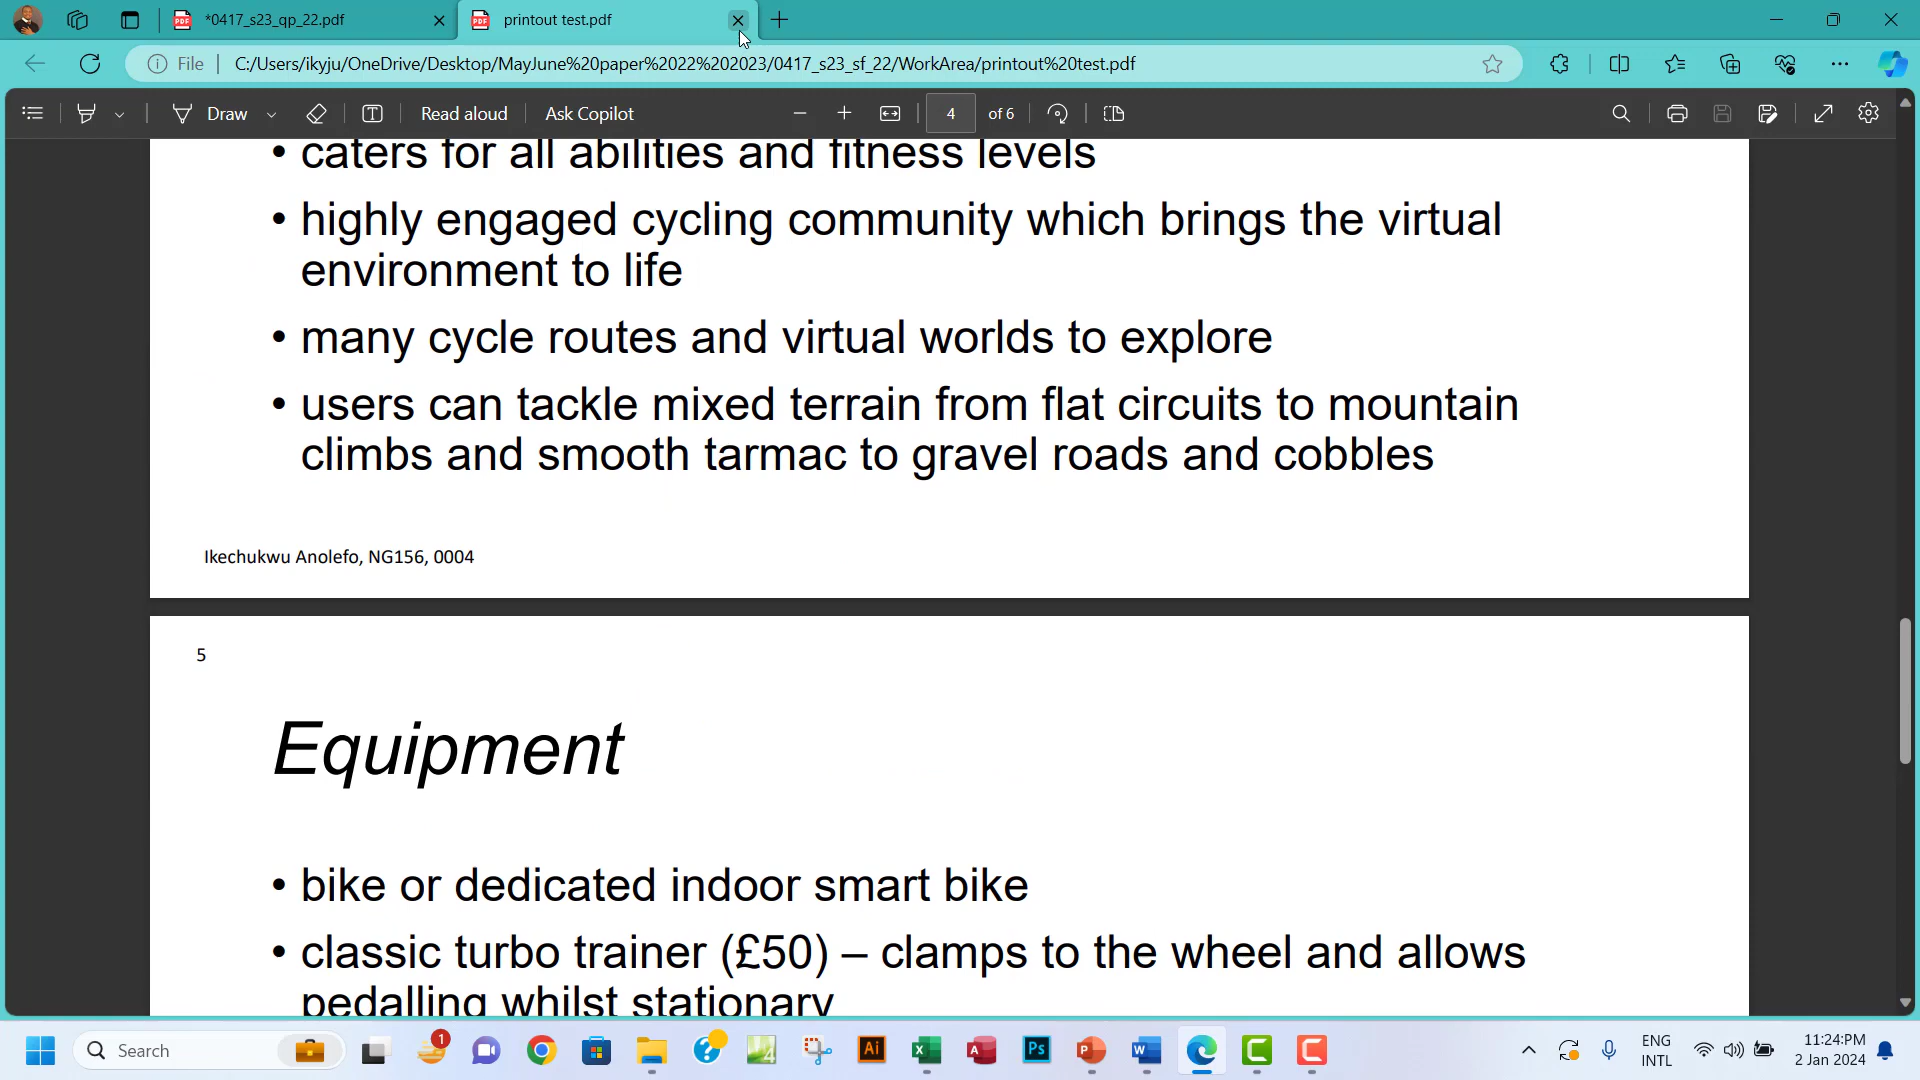 *0417_s23_qp_22.pdf
printout test.pdf
File
C:/Users/ikyju/OneDrive/Desktop/MayJune%20paper%2022%202023/0417_s23_sf_22/WorkArea/printout%20test.pdf
Draw
Read aloud
Ask Copilot
4 of 6
• caters for all abilities and fitness levels
• highly engaged cycling community which brings the virtual
environment to life
• many cycle routes and virtual worlds to explore
• users can tackle mixed terrain from flat circuits to mountain
climbs and smooth tarmac to gravel roads and cobbles
Ikechukwu Anolefo, NG156, 0004
5
Equipment
• bike or dedicated indoor smart bike
• classic turbo trainer (£50) – clamps to the wheel and allows
pedalling whilst stationary
Search
1
Ai
Ps
ENG
INTL
11:24:PM
2 Jan 2024